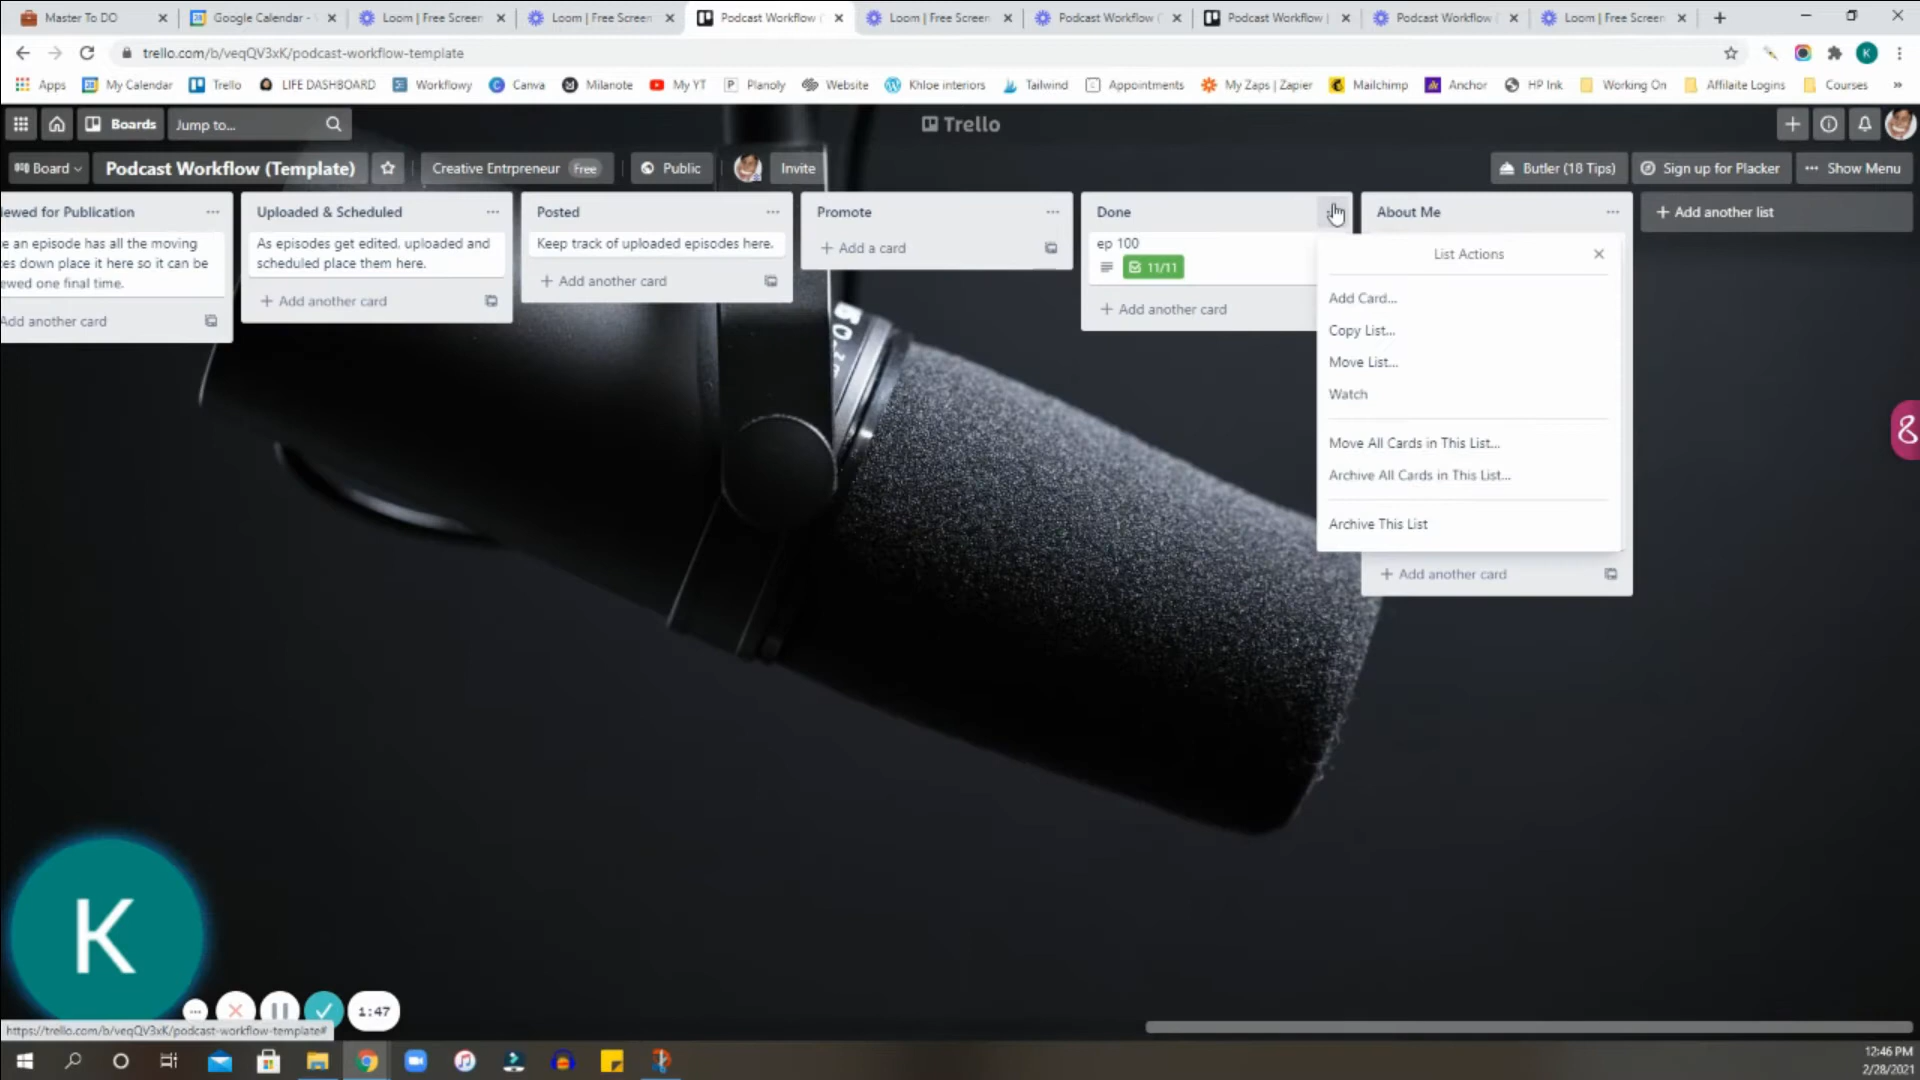 Master To DO
Google Calendar -
Loom | Free Screen
Loom | Free Screen
Podcast Workflow (
Loom | Free Screen
Podcast Workflow (
Podcast Workflow |
Podcast Workflow
Loom | Free Screen
trello.com/b/veqQV3xK/podcast-workflow-template
K
Apps
My Calendar
Trello
LIFE DASHBOARD
Workflowy
Canva
Milanote
My YT
Planoly
Website
Khloe interiors
Tailwind
Appointments
My Zaps | Zapier
Mailchimp
Anchor
HP Ink
Working On
Affilaite Logins
Courses
»
Boards
Jump to...
Trello
Board
Podcast Workflow (Template)
Creative Entrpreneur Free
Public
Invite
Butler (18 Tips)
Sign up for Placker
Show Menu
iewed for Publication
e an episode has all the moving
es down place it here so it can be
ewed one final time.
Add another card
Uploaded & Scheduled
As episodes get edited, uploaded and
scheduled place them here.
+ Add another card
Posted
Keep track of uploaded episodes here.
+ Add another card
Promote
+ Add a card
Done
ep 100
11/11
+ Add another card
About Me
+ Add another list
List Actions
Add Card...
Copy List...
Move List...
Watch
Move All Cards in This List...
Archive All Cards in This List...
Archive This List
+ Add another card
8
K
1:47
https://trello.com/b/veqQV3xK/podcast-workflow-template#
12:46 PM
2/28/2021